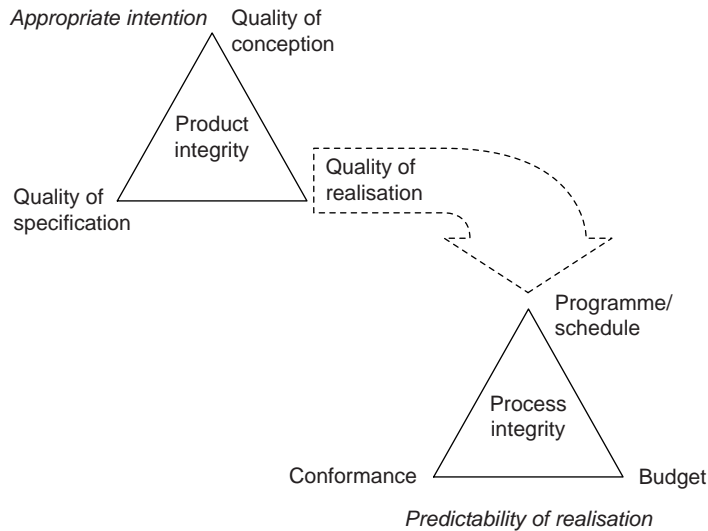 Appropriate intention
Quality of
conception
Product
integrity
Quality of
specification
Quality of
realisation
Programme/
schedule
Process
integrity
Conformance
Budget
Predictability of realisation